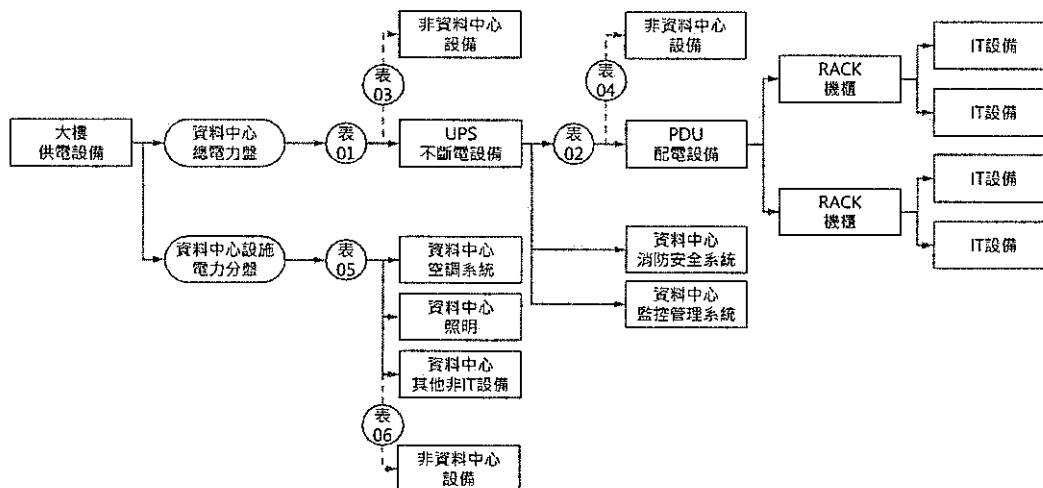 非資料中心
設備
非資料中心
設備
IT設備
表
03
表
04
RACK
機櫃
IT設備
大樓
供電設備
資料中心
總電力盤
表
01
UPS
不斷電設備
表
02
PDU
配電設備
IT設備
RACK
機櫃
IT設備
資料中心設施
電力分盤
表
05
資料中心
空調系統
資料中心
消防安全系統
資料中心
照明
資料中心
監控管理系統
資料中心
其他非IT設備
表
06
非資料中心
設備